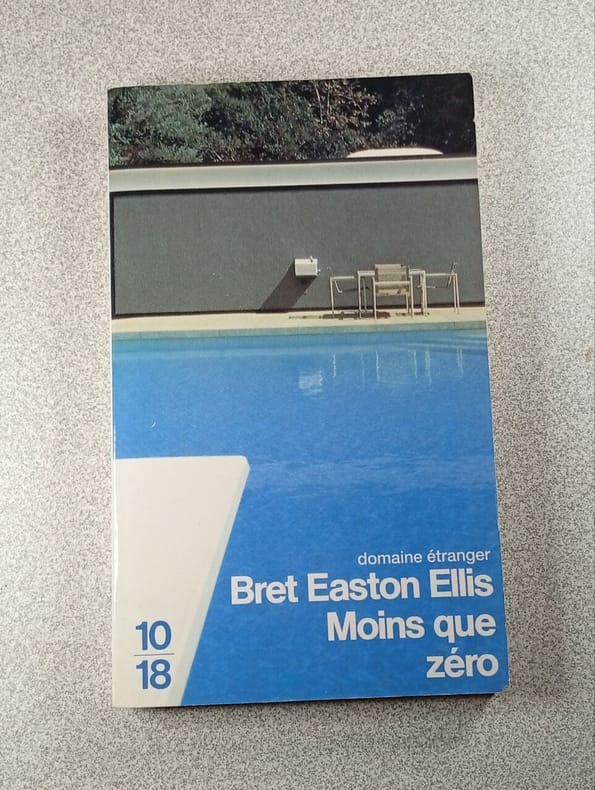 domaine étranger
Bret Easton Ellis
Moins que
zéro
10
18